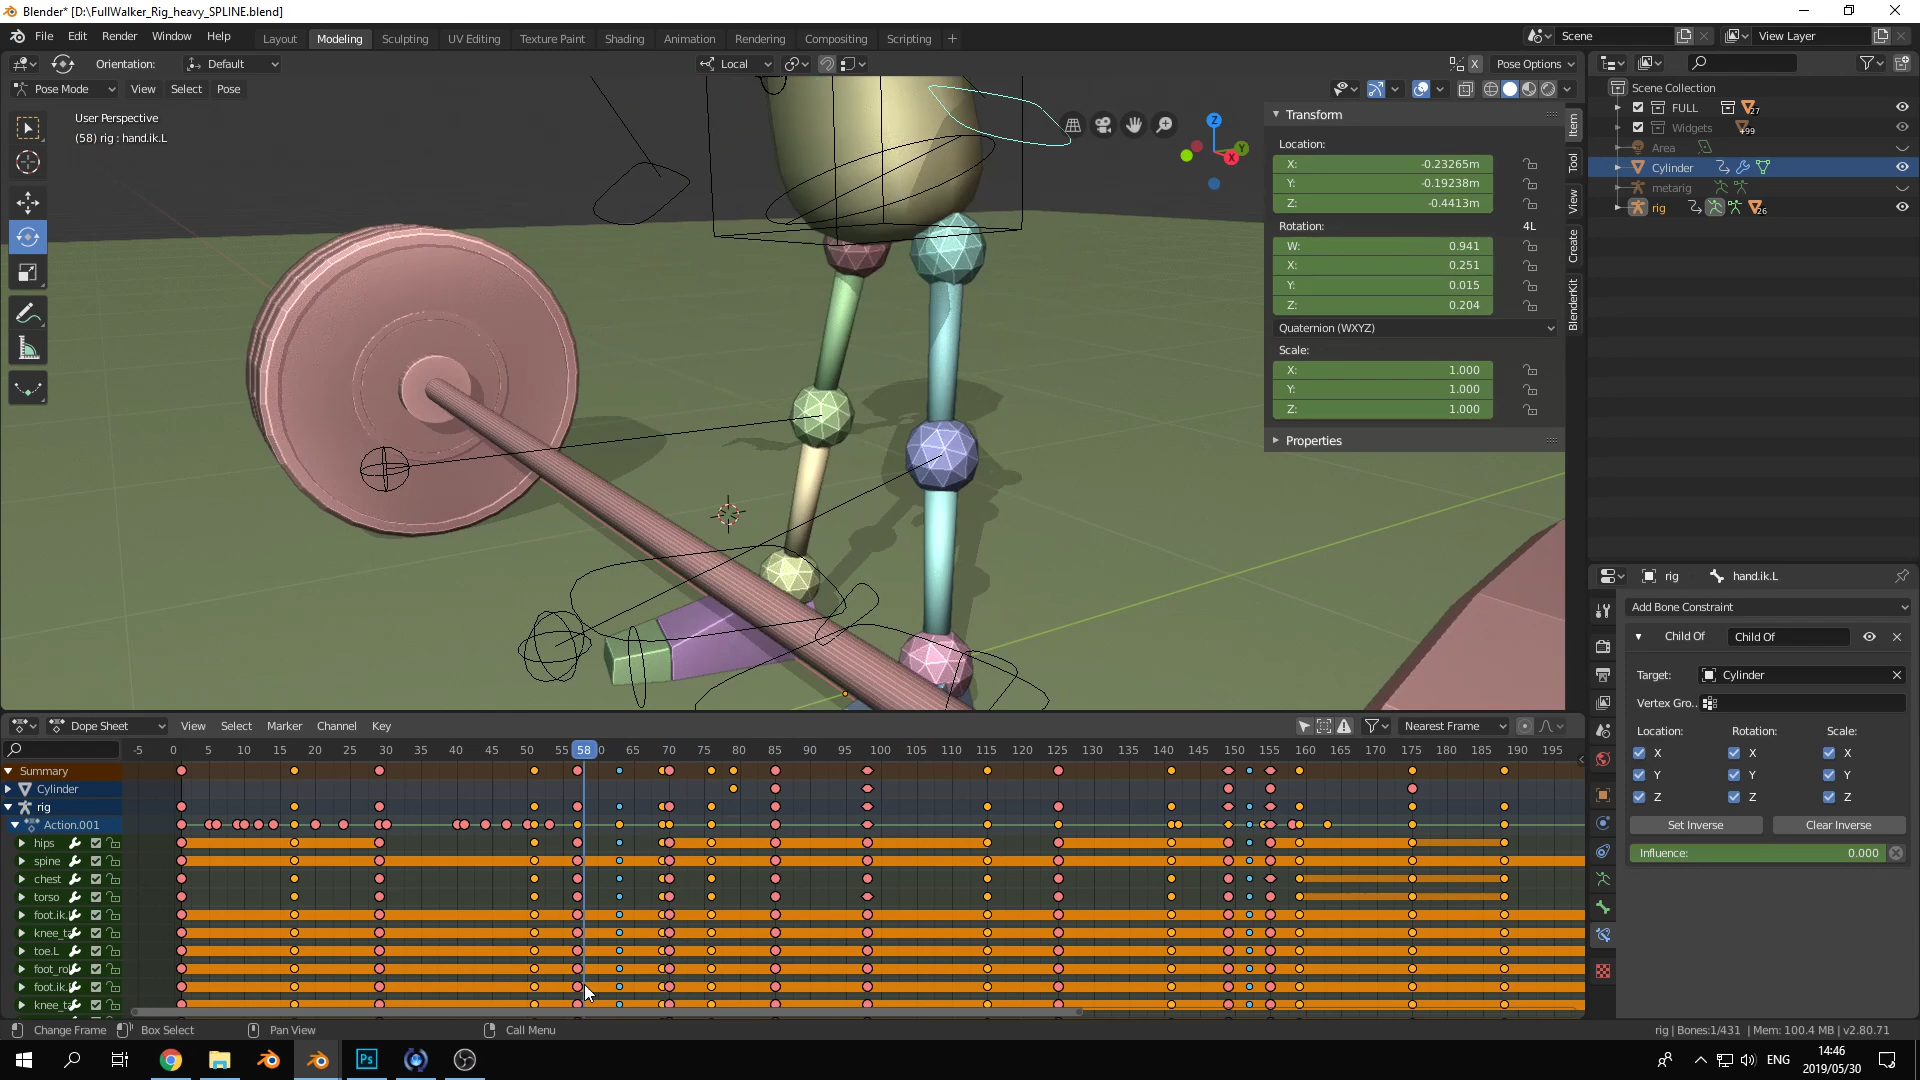 Blender* [D:\FullWalker_Rig_heavy_SPLINE.blend]
File Edit Render Window Help Layout Modeling Sculpting UV Editing Texture Paint Shading Animation Rendering Compositing Scripting + Scene View Layer
Orientation: Default Local X Pose Options
Pose Mode View Select Pose
User Perspective
(58) rig : hand.ik.L
Z
Y
X
Transform
Location:
X: -0.23265m
Y: -0.19238m
Z: -0.4413m
Rotation: 4L
W: 0.941
X: 0.251
Y: 0.015
Z: 0.204
Quaternion (WXYZ)
Scale:
X: 1.000
Y: 1.000
Z: 1.000
Properties
Item
Tool
View
Create
BlenderKit
Scene Collection
FULL 27
Widgets +99
Area
Cylinder
metarig
rig 26
rig hand.ik.L
Add Bone Constraint
Child Of Child Of
Target: Cylinder
Vertex Gro..
Location: Rotation: Scale:
X X X
Y Y Y
Z Z Z
Set Inverse Clear Inverse
Influence: 0.000
Dope Sheet View Select Marker Channel Key Nearest Frame
-5 0 5 10 15 20 25 30 35 40 45 50 55 58 0 65 70 75 80 85 90 95 100 105 110 115 120 125 130 135 140 145 150 155 160 165 170 175 180 185 190 195
Summary
Cylinder
rig
Action.001
hips
spine
chest
torso
foot.ik.
knee_ta
toe.L
foot_ro
foot.ik.
knee_ta
Change Frame Box Select Pan View Call Menu rig | Bones:1/431 | Mem: 100.4 MB | v2.80.71
Ps ENG 14:46
2019/05/30